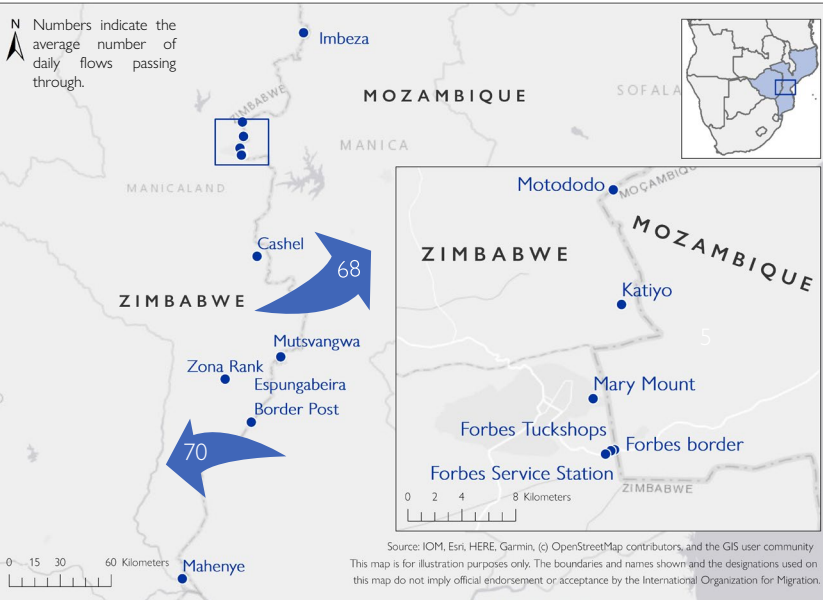 N
Numbers indicate the
average number of
daily flows passing
through.
Imbeza
ZIMBABWE
MOZAMBIQUE
SOFALA
MANICA
MANICALAND
Cashel
68
ZIMBABWE
Mutsvangwa
Zona Rank
Espungabeira
Border Post
70
Mahenye
0 15 30 60 Kilometers
Motododo
MOÇAMBIQU
ZIMBABWE
MOZAMBIQUE
Katiyo
5
Mary Mount
Forbes Tuckshops
Forbes border
Forbes Service Station
ZIMBABWE
0 2 4 8 Kilometers
Source: IOM, Esri, HERE, Garmin, (c) OpenStreetMap contributors, and the GIS user community
This map is for illustration purposes only. The boundaries and names shown and the designations used on
this map do not imply official endorsement or acceptance by the International Organization for Migration.